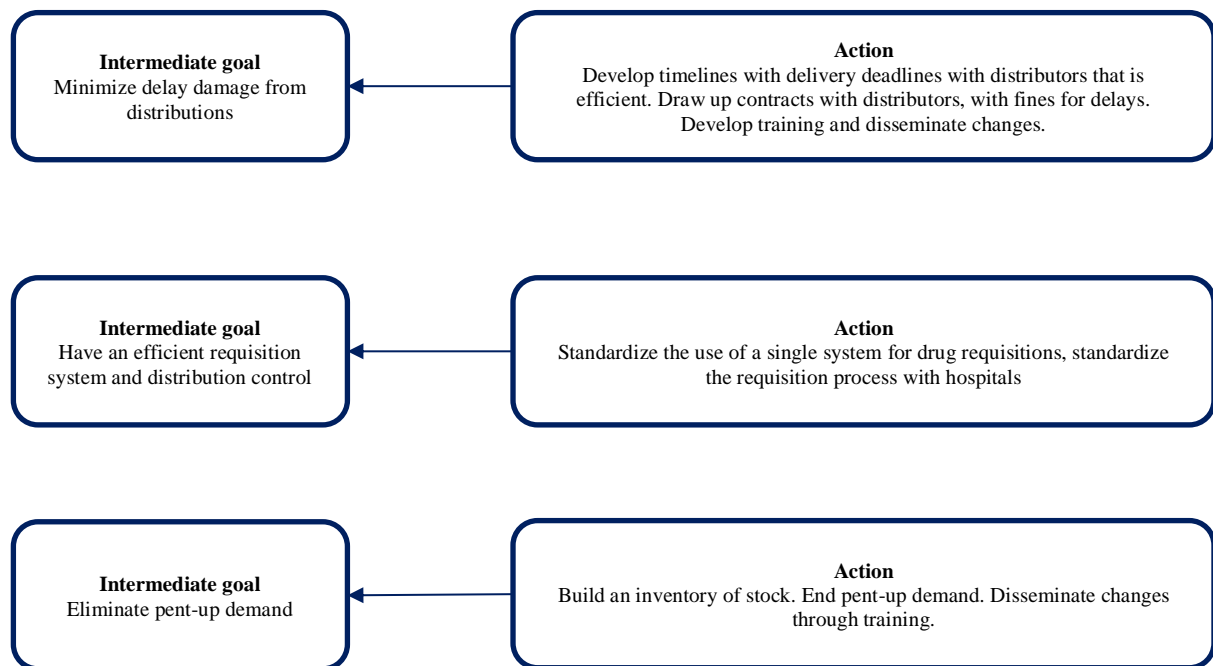 Intermediate goal
Minimize delay damage from
distributions
Action
Develop timelines with delivery deadlines with distributors that is
efficient. Draw up contracts with distributors, with fines for delays.
Develop training and disseminate changes.
Intermediate goal
Have an efficient requisition
system and distribution control
Action
Standardize the use of a single system for drug requisitions, standardize
the requisition process with hospitals
Intermediate goal
Eliminate pent-up demand
Action
Build an inventory of stock. End pent-up demand. Disseminate changes
through training.